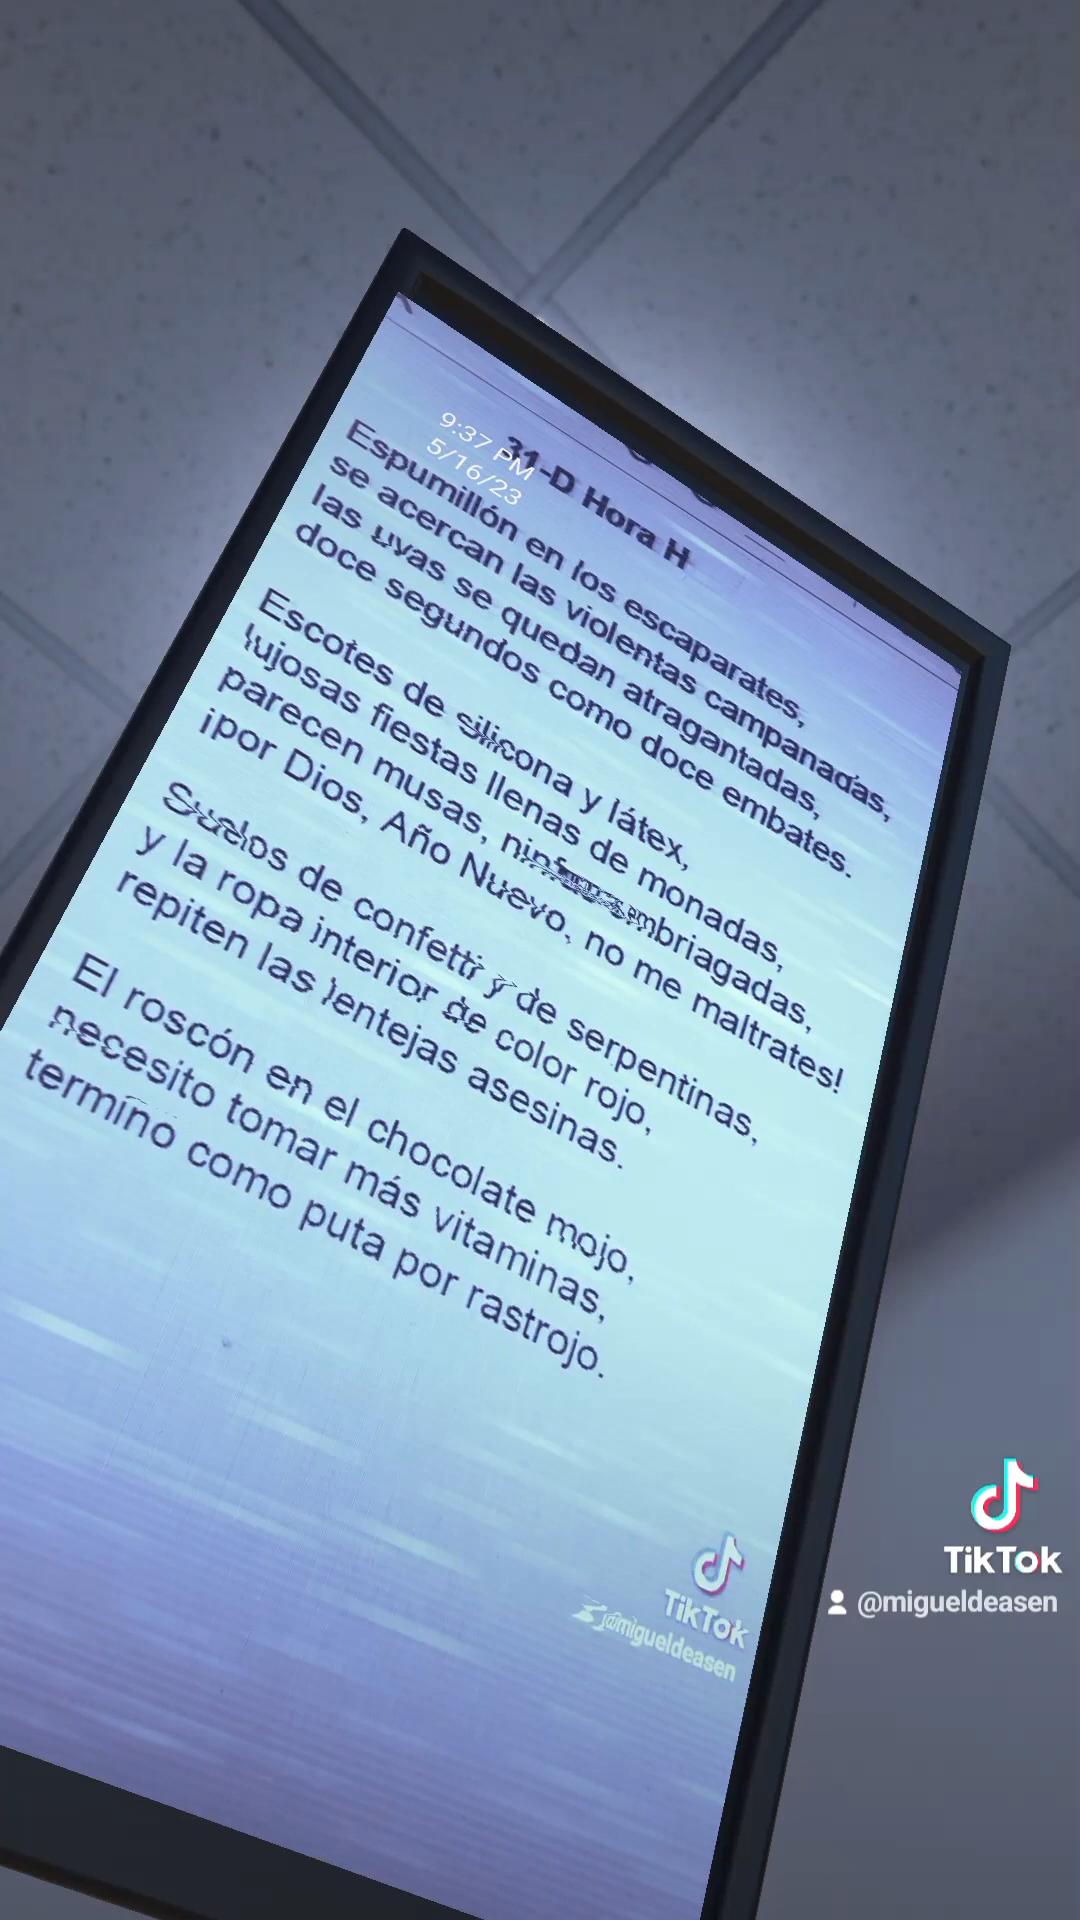 9:37 PM
5/16/23
31-D Hora H
Espumillón en los escaparates,
se acercan las violentas campanadas,
las uvas se quedan atragantadas,
doce segundos como doce embates.
Escotes de silicona y látex,
lujosas fiestas llenas de monadas,
parecen musas, ninfas embriagadas,
¡por Dios, Año Nuevo, no me maltrates!
Suelos de confetti y de serpentinas,
y la ropa interior de color rojo,
repiten las lentejas asesinas.
El roscón en el chocolate mojo,
necesito tomar más vitaminas,
termino como puta por rastrojo.
TikTok
@migueldeasen
TikTok
@migueldeasen